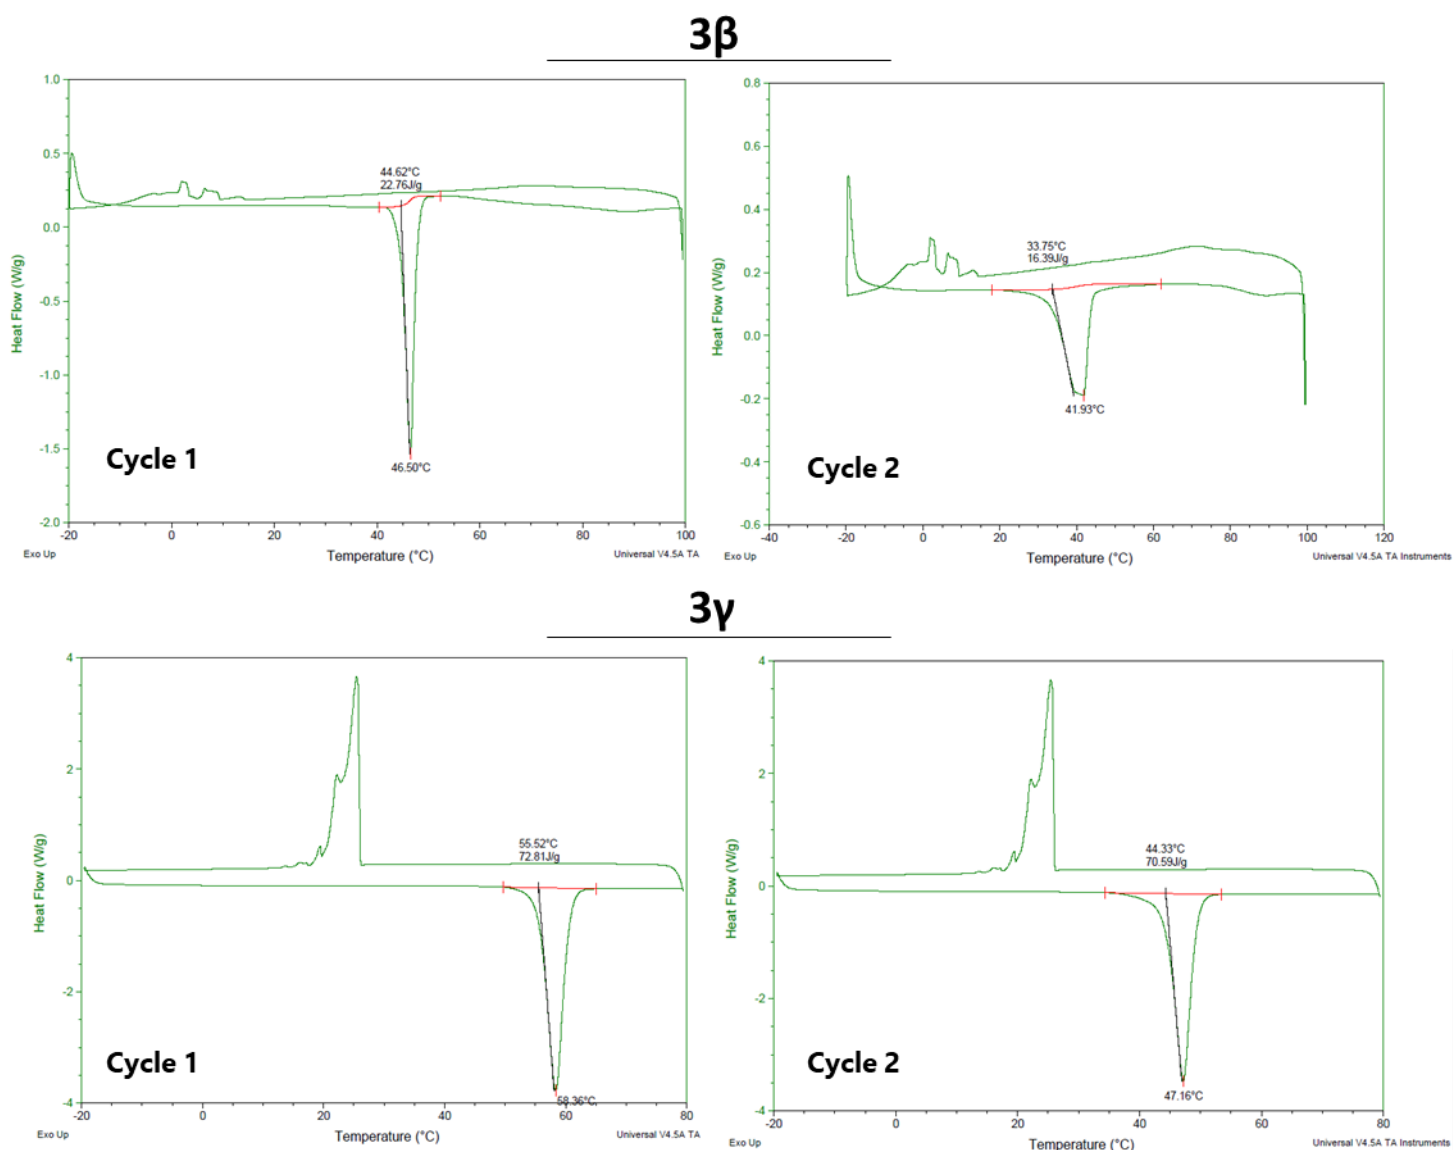 3β
1.0
0.5
0.0
-0.5
-1.0
-1.5
-2.0
Heat Flow (W/g)
44.62°C
22.76J/g
46.50°C
Cycle 1
-20
0
20
40
60
80
100
Exo Up
Temperature (°C)
Universal V4.5A TA
0.8
0.6
0.4
0.2
0.0
-0.2
-0.4
-0.6
Heat Flow (W/g)
33.75°C
16.39J/g
41.93°C
Cycle 2
-40
-20
0
20
40
60
80
100
120
Exo Up
Temperature (°C)
Universal V4.5A TA Instruments
3γ
4
2
0
-2
-4
Heat Flow (W/g)
55.52°C
72.81J/g
58.36°C
Cycle 1
-20
0
20
40
60
80
Exo Up
Temperature (°C)
Universal V4.5A TA
4
2
0
-2
-4
Heat Flow (W/g)
44.33°C
70.59J/g
47.16°C
Cycle 2
-20
0
20
40
60
80
Exo Up
Temperature (°C)
Universal V4.5A TA Instruments